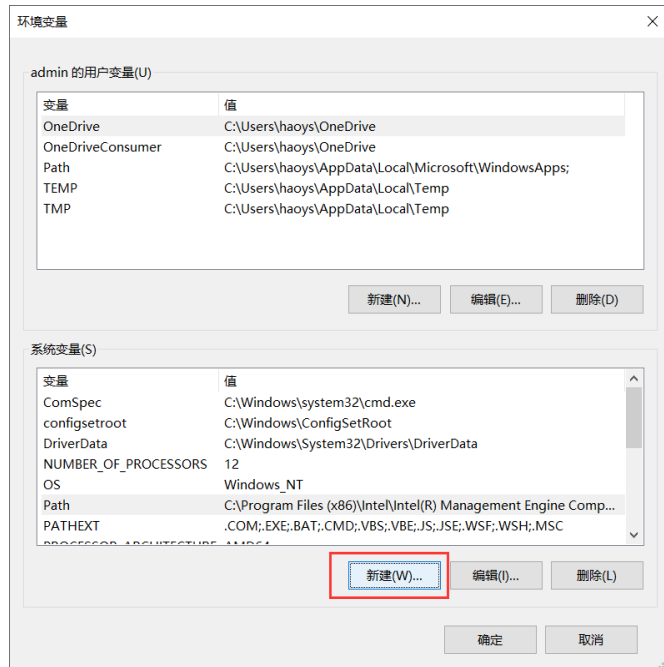 环境变量
admin 的用户变量(U)
变量 值
OneDrive C:\Users\haoys\OneDrive
OneDriveConsumer C:\Users\haoys\OneDrive
Path C:\Users\haoys\AppData\Local\Microsoft\WindowsApps;
TEMP C:\Users\haoys\AppData\Local\Temp
TMP C:\Users\haoys\AppData\Local\Temp
新建(N)... 编辑(E)... 删除(D)
系统变量(S)
变量 值
ComSpec C:\Windows\system32\cmd.exe
configsetroot C:\Windows\ConfigSetRoot
DriverData C:\Windows\System32\Drivers\DriverData
NUMBER_OF_PROCESSORS 12
OS Windows_NT
Path C:\Program Files (x86)\Intel\Intel(R) Management Engine Comp...
PATHEXT .COM;.EXE;.BAT;.CMD;.VBS;.VBE;.JS;.JSE;.WSF;.WSH;.MSC
PROCESSOR_ARCHITECTURE AMD64
新建(W)... 编辑(I)... 删除(L)
确定 取消